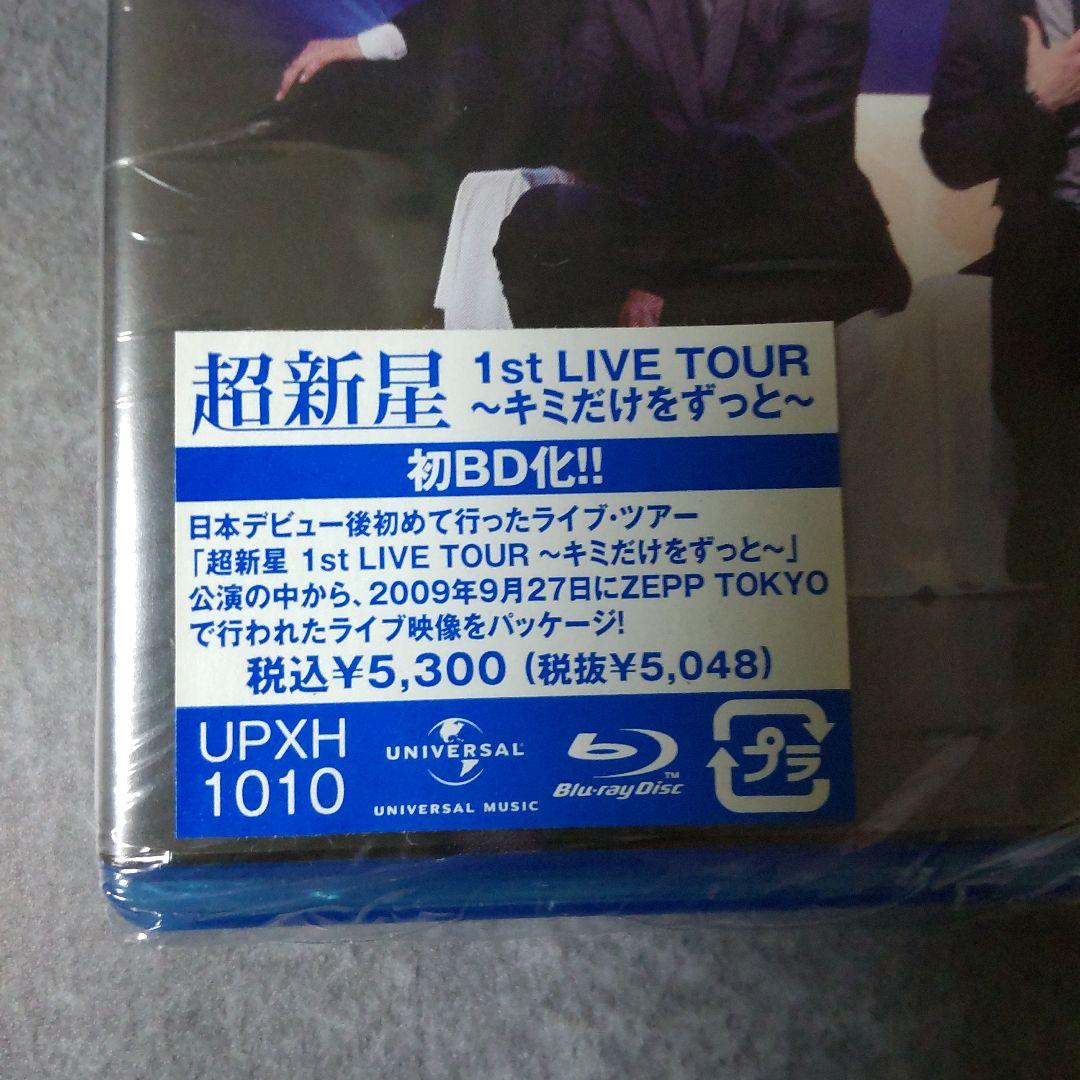 超新星 1st LIVE TOUR
～キミだけをずっと～
初BD化!!
日本デビュー後初めて行ったライブ・ツアー
「超新星 1st LIVE TOUR ～キミだけをずっと～」
公演の中から、2009年9月27日にZEPP TOKYO
で行われたライブ映像をパッケージ!
税込¥5,300 (税抜¥5,048)
UPXH
1010
UNIVERSAL
UNIVERSAL MUSIC
Blu-ray Disc™
プラ